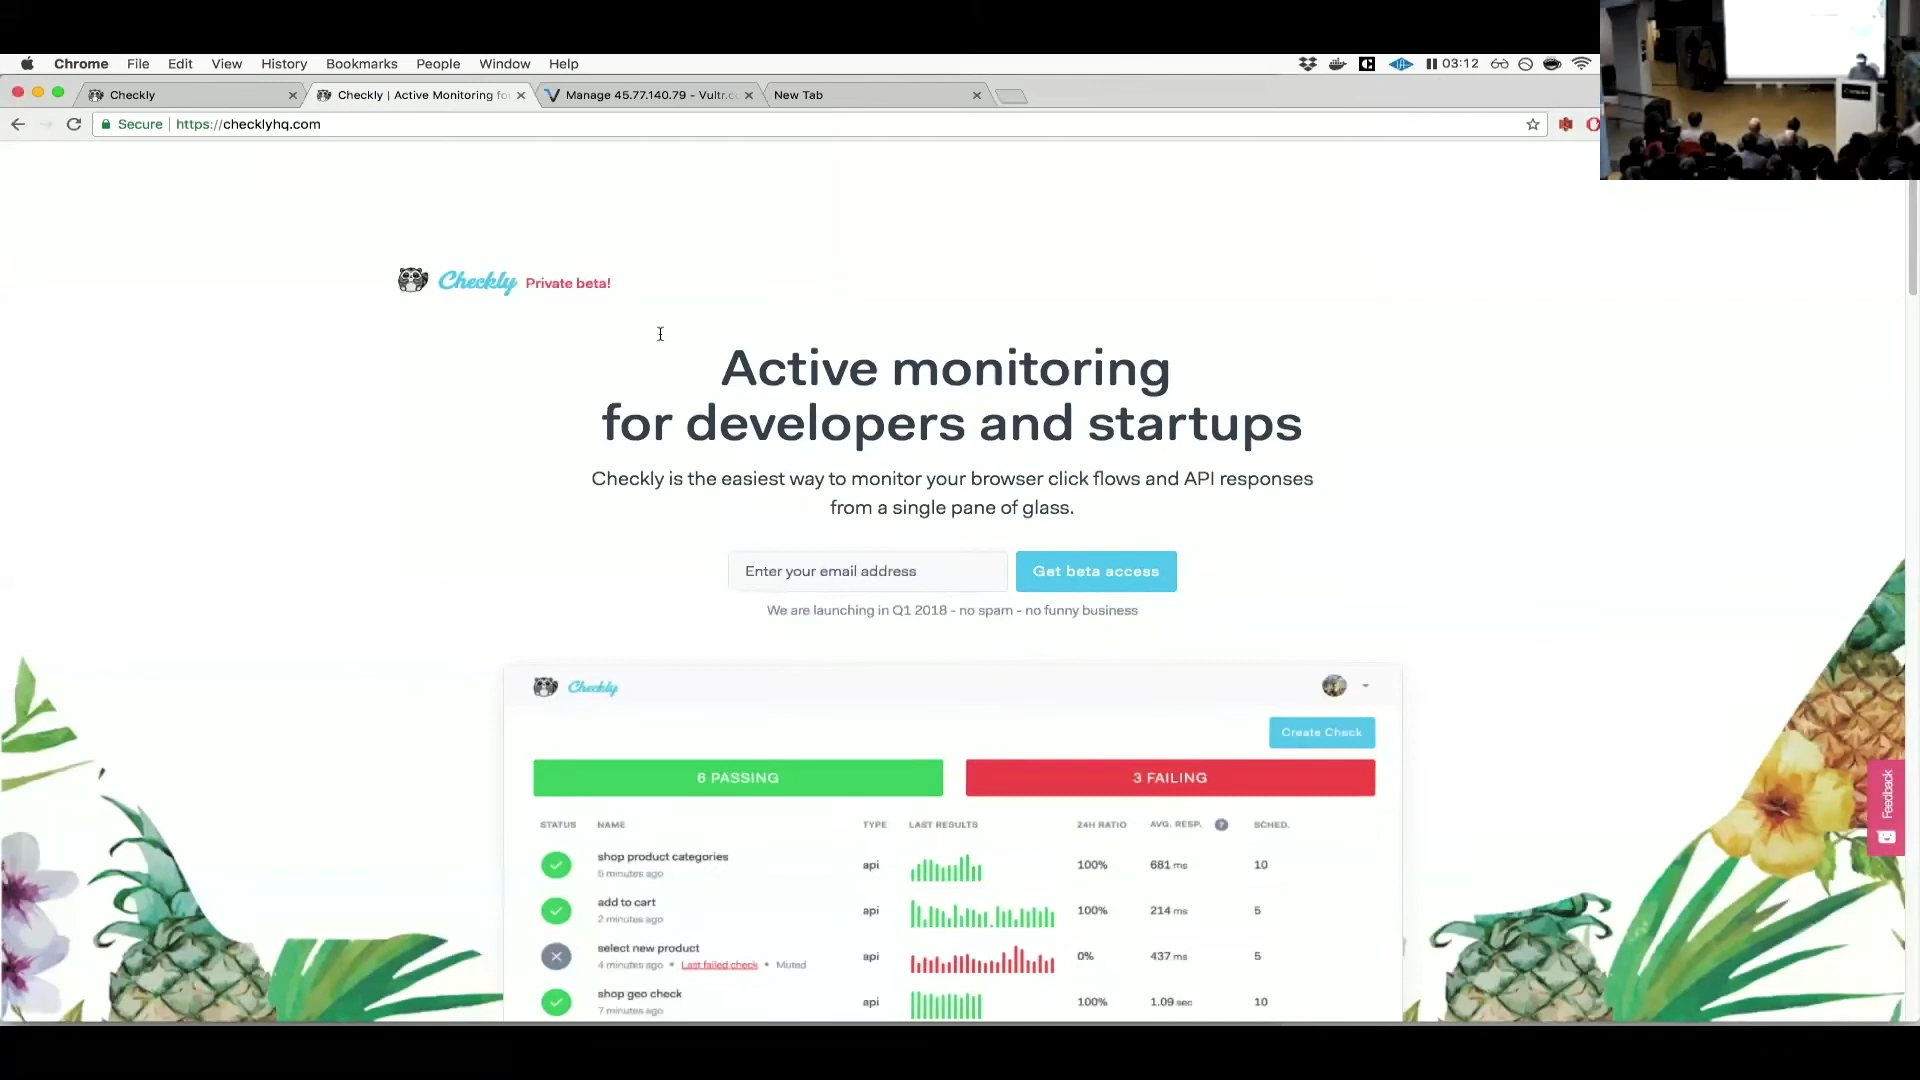 Chrome File Edit View History Bookmarks People Window Help 03:12
Checkly
Checkly | Active Monitoring fo
Manage 45.77.140.79 - Vultr.c
New Tab
Secure https://checklyhq.com
Checkly Private beta!
Active monitoring
for developers and startups
Checkly is the easiest way to monitor your browser click flows and API responses
from a single pane of glass.
Enter your email address Get beta access
We are launching in Q1 2018 - no spam - no funny business
Checkly
Create Check
6 PASSING 3 FAILING
STATUS NAME TYPE LAST RESULTS 24H RATIO AVG. RESP. ? SCHED.
shop product categories api 100% 681 ms 10
5 minutes ago
add to cart api 100% 214 ms 5
2 minutes ago
select new product api 0% 437 ms 5
4 minutes ago • Last failed check • Muted
shop geo check api 100% 1.09 sec 10
7 minutes ago
Feedback